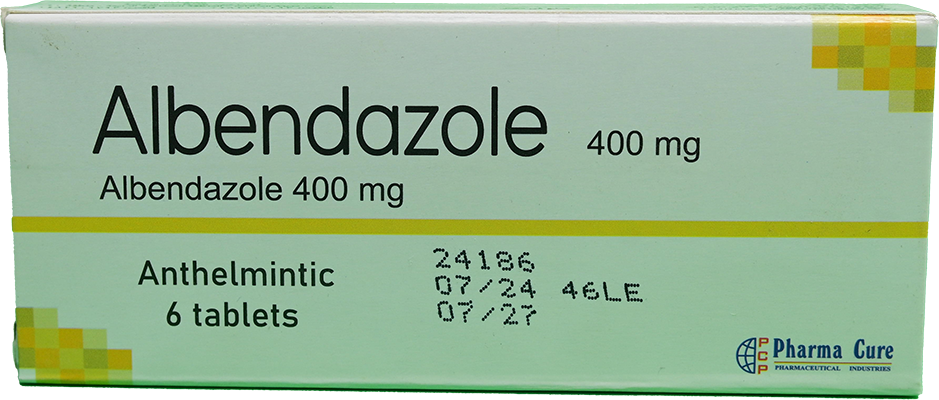 Albendazole 400 mg
Albendazole 400 mg
Anthelmintic
6 tablets
24186
07/24 46LE
07/27
PCP
Pharma Cure
PHARMACEUTICAL INDUSTRIES